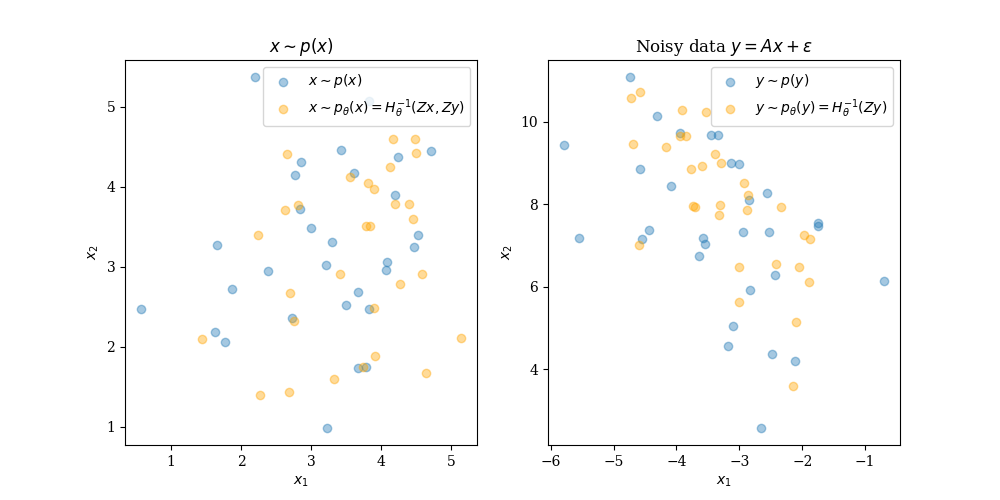 x ∼ p(x)
x ∼ p(x)
x ∼ p_θ(x) = H_θ^{-1}(Zx, Zy)
5
4
3
2
1
x_2
1 2 3 4 5
x_1
Noisy data y = Ax + ε
y ∼ p(y)
y ∼ p_θ(y) = H_θ^{-1}(Zy)
10
8
6
4
x_2
−6 −5 −4 −3 −2 −1
x_1